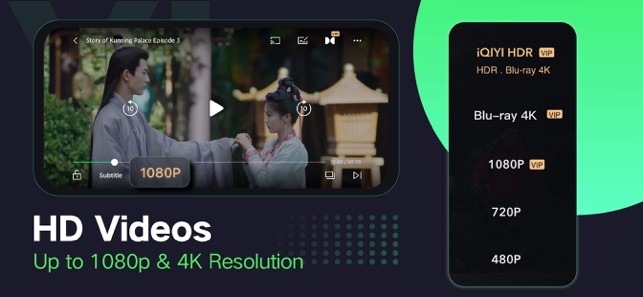 Story of Kunning Palace Episode 3
VIP
10
10
Subtitle
1080P
HD Videos
Up to 1080p & 4K Resolution
iQIYI HDR VIP
HDR . Blu-ray 4K
Blu-ray 4K VIP
1080P VIP
720P
480P